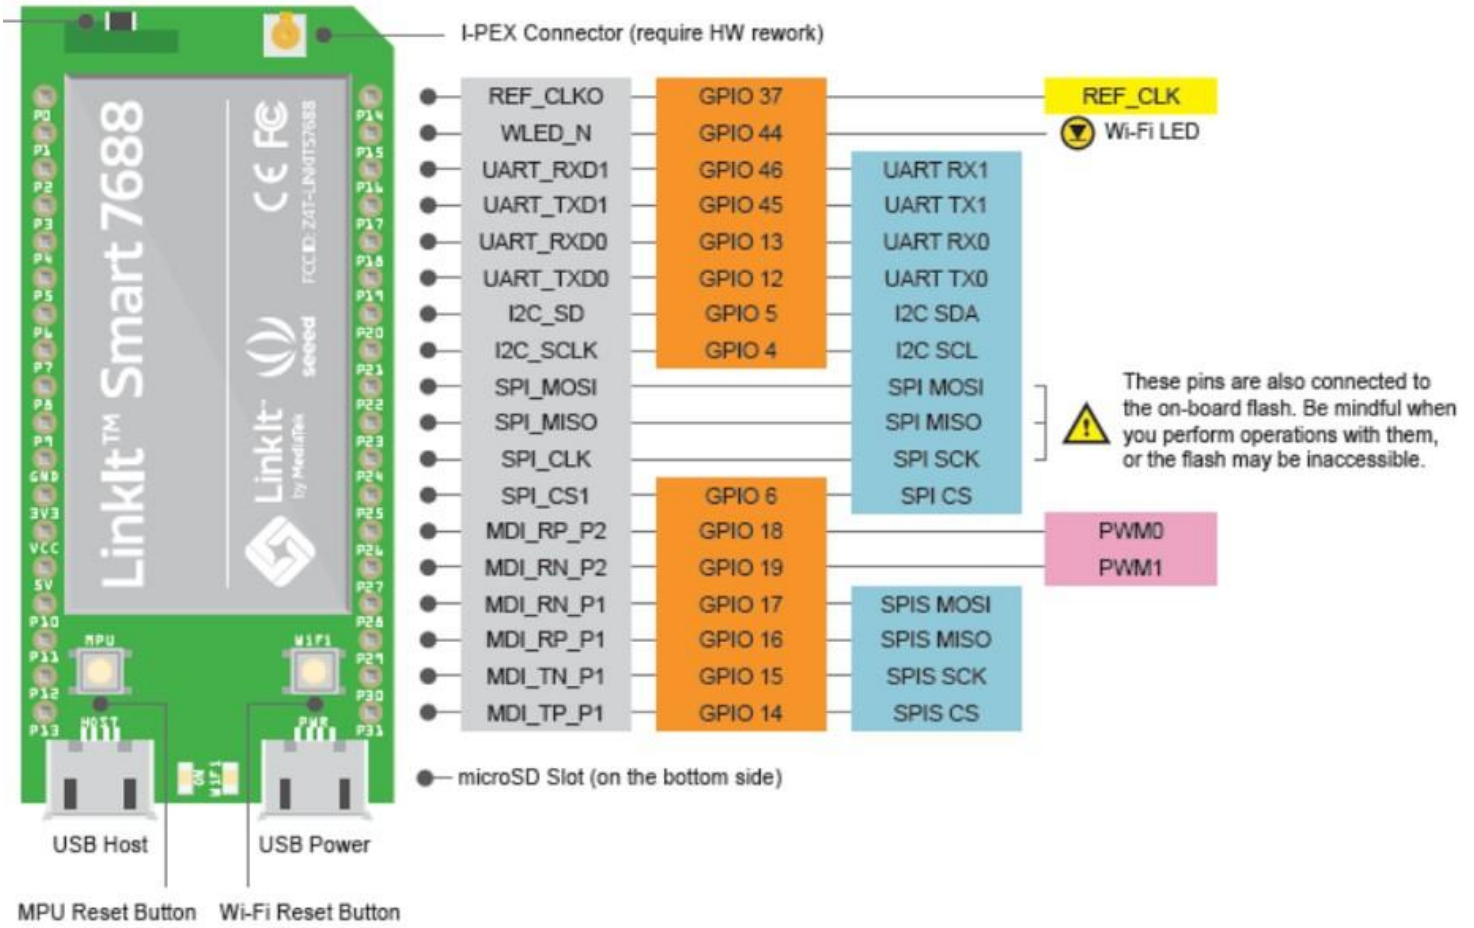 I-PEX Connector (require HW rework)
REF_CLKO GPIO 37 REF_CLK
WLED_N GPIO 44 Wi-Fi LED
UART_RXD1 GPIO 46 UART RX1
UART_TXD1 GPIO 45 UART TX1
UART_RXD0 GPIO 13 UART RX0
UART_TXD0 GPIO 12 UART TX0
I2C_SD GPIO 5 I2C SDA
I2C_SCLK GPIO 4 I2C SCL
SPI_MOSI SPI MOSI
SPI_MISO SPI MISO
SPI_CLK SPI SCK
SPI_CS1 GPIO 6 SPI CS
MDI_RP_P2 GPIO 18 PWM0
MDI_RN_P2 GPIO 19 PWM1
MDI_RN_P1 GPIO 17 SPIS MOSI
MDI_RP_P1 GPIO 16 SPIS MISO
MDI_TN_P1 GPIO 15 SPIS SCK
MDI_TP_P1 GPIO 14 SPIS CS
These pins are also connected to
the on-board flash. Be mindful when
you perform operations with them,
or the flash may be inaccessible.
microSD Slot (on the bottom side)
P0
P1
P2
P3
P4
P5
P6
P7
P8
P9
GND
3V3
VCC
5V
P10
P11
P12
P13
LinkIt™ Smart 7688
CE FC
FCC ID: Z4T-LINKIT57688
seeed
LinkIt™
by MediaTek
P14
P15
P16
P17
P18
P19
P20
P21
P22
P23
P24
P25
P26
P27
P28
P29
P30
P31
MPU
WiFi
HOST
PWR
ON
WiFi
USB Host
USB Power
MPU Reset Button
Wi-Fi Reset Button